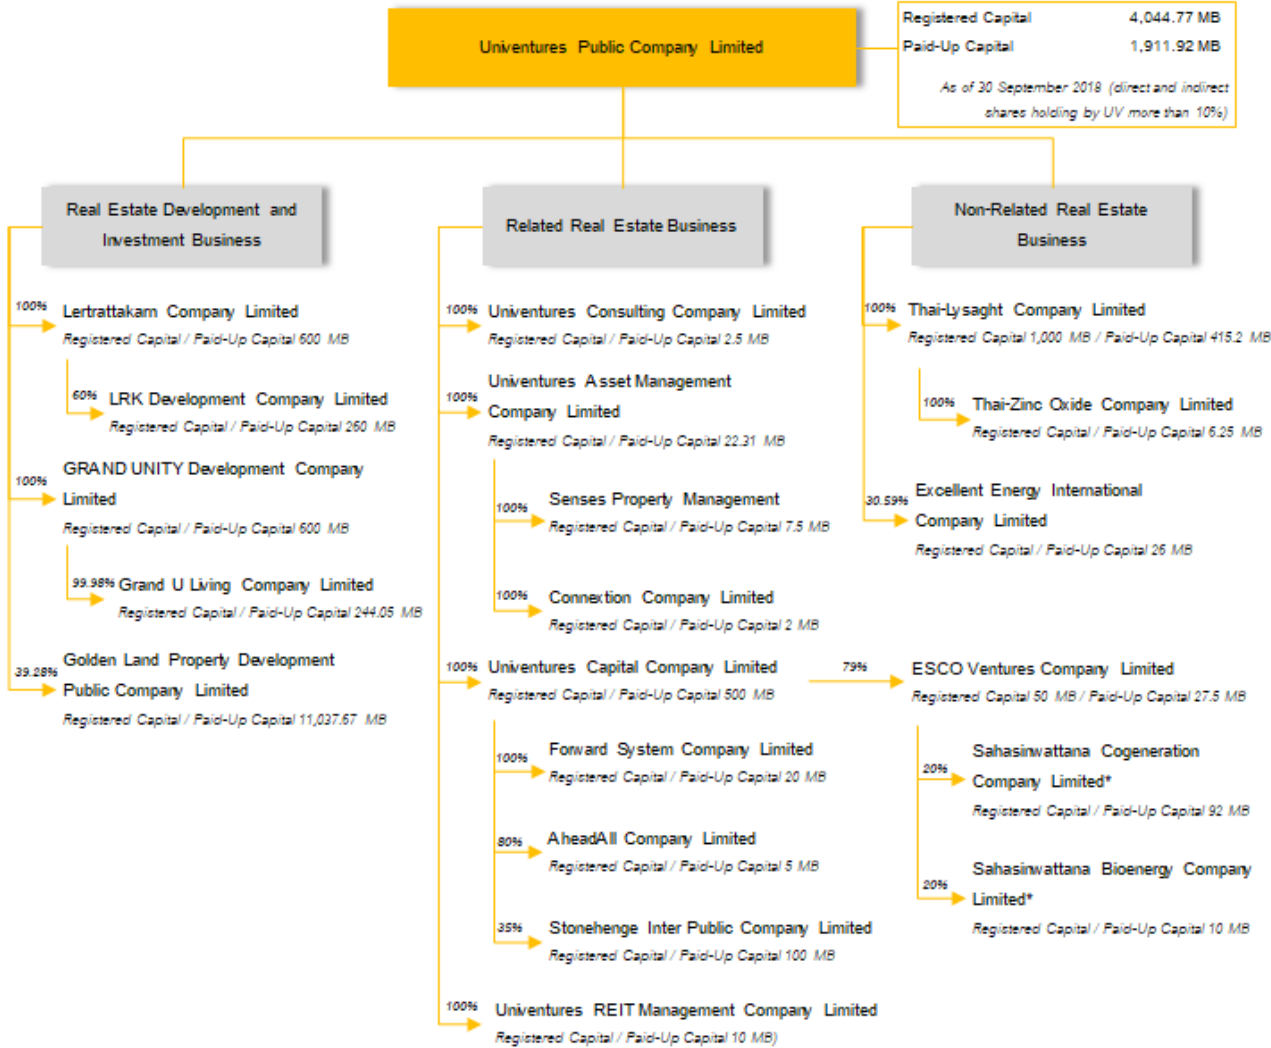 Univentures Public Company Limited
Registered Capital 4,044.77 MB
Paid-Up Capital 1,911.92 MB
As of 30 September 2018 (direct and indirect
shares holding by UV more than 10%)
Real Estate Development and
Investment Business
100%
Lertrattakarn Company Limited
Registered Capital / Paid-Up Capital 600 MB
60%
LRK Development Company Limited
Registered Capital / Paid-Up Capital 260 MB
100%
GRAND UNITY Development Company
Limited
Registered Capital / Paid-Up Capital 600 MB
99.98%
Grand U Living Company Limited
Registered Capital / Paid-Up Capital 244.05 MB
39.28%
Golden Land Property Development
Public Company Limited
Registered Capital / Paid-Up Capital 11,037.67 MB
Related Real Estate Business
100%
Univentures Consulting Company Limited
Registered Capital / Paid-Up Capital 2.5 MB
100%
Univentures Asset Management
Company Limited
Registered Capital / Paid-Up Capital 22.31 MB
100%
Senses Property Management
Registered Capital / Paid-Up Capital 7.5 MB
100%
Connextion Company Limited
Registered Capital / Paid-Up Capital 2 MB
100%
Univentures Capital Company Limited
Registered Capital / Paid-Up Capital 500 MB
100%
Forward System Company Limited
Registered Capital / Paid-Up Capital 20 MB
80%
AheadAll Company Limited
Registered Capital / Paid-Up Capital 5 MB
35%
Stonehenge Inter Public Company Limited
Registered Capital / Paid-Up Capital 100 MB
100%
Univentures REIT Management Company Limited
Registered Capital / Paid-Up Capital 10 MB)
Non-Related Real Estate
Business
100%
Thai-Lysaght Company Limited
Registered Capital 1,000 MB / Paid-Up Capital 415.2 MB
100%
Thai-Zinc Oxide Company Limited
Registered Capital / Paid-Up Capital 6.25 MB
30.59%
Excellent Energy International
Company Limited
Registered Capital / Paid-Up Capital 25 MB
79%
ESCO Ventures Company Limited
Registered Capital 50 MB / Paid-Up Capital 27.5 MB
20%
Sahasinwattana Cogeneration
Company Limited*
Registered Capital / Paid-Up Capital 92 MB
20%
Sahasinwattana Bioenergy Company
Limited*
Registered Capital / Paid-Up Capital 10 MB